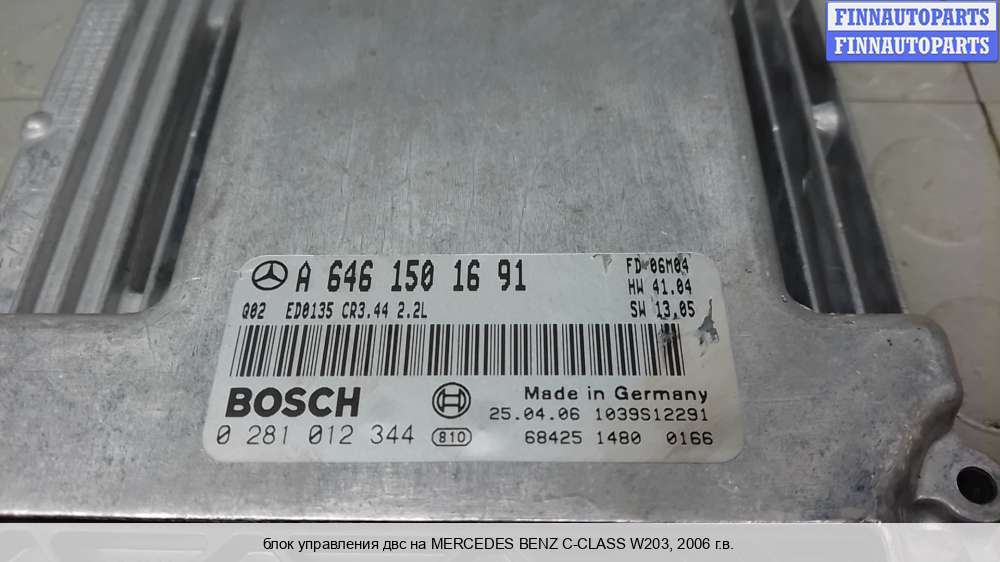 FINNAUTOPARTS
FINNAUTOPARTS
A 646 150 16 91
FD 06M04
HW 41.04
Q02 ED0135 CR3.44 2.2L
SW 13.05
BOSCH
Made in Germany
25.04.06 1039S12291
0 281 012 344 810
68425 1480 0166
блок управления двс на MERCEDES BENZ C-CLASS W203, 2006 г.в.